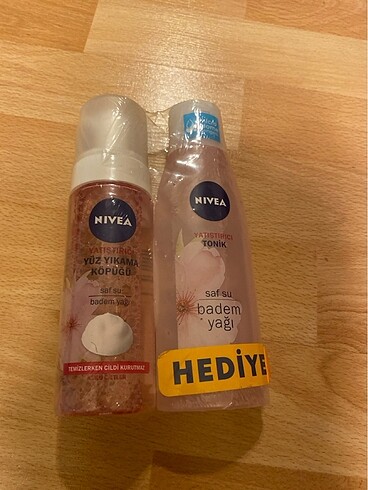 NIVEA
YATIŞTIRICI
YÜZ YIKAMA
KÖPÜĞÜ
saf su
badem yağı
TEMİZLERKEN CİLDİ KURUTMAZ
NIVEA
YATIŞTIRICI
TONİK
saf su
badem
yağı
HEDİYE